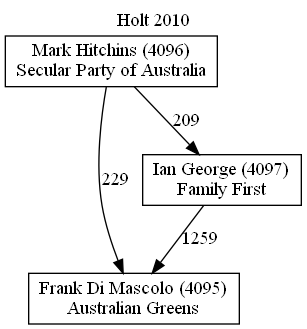 Holt 2010
Mark Hitchins (4096)
Secular Party of Australia
209
Ian George (4097)
Family First
229
1259
Frank Di Mascolo (4095)
Australian Greens